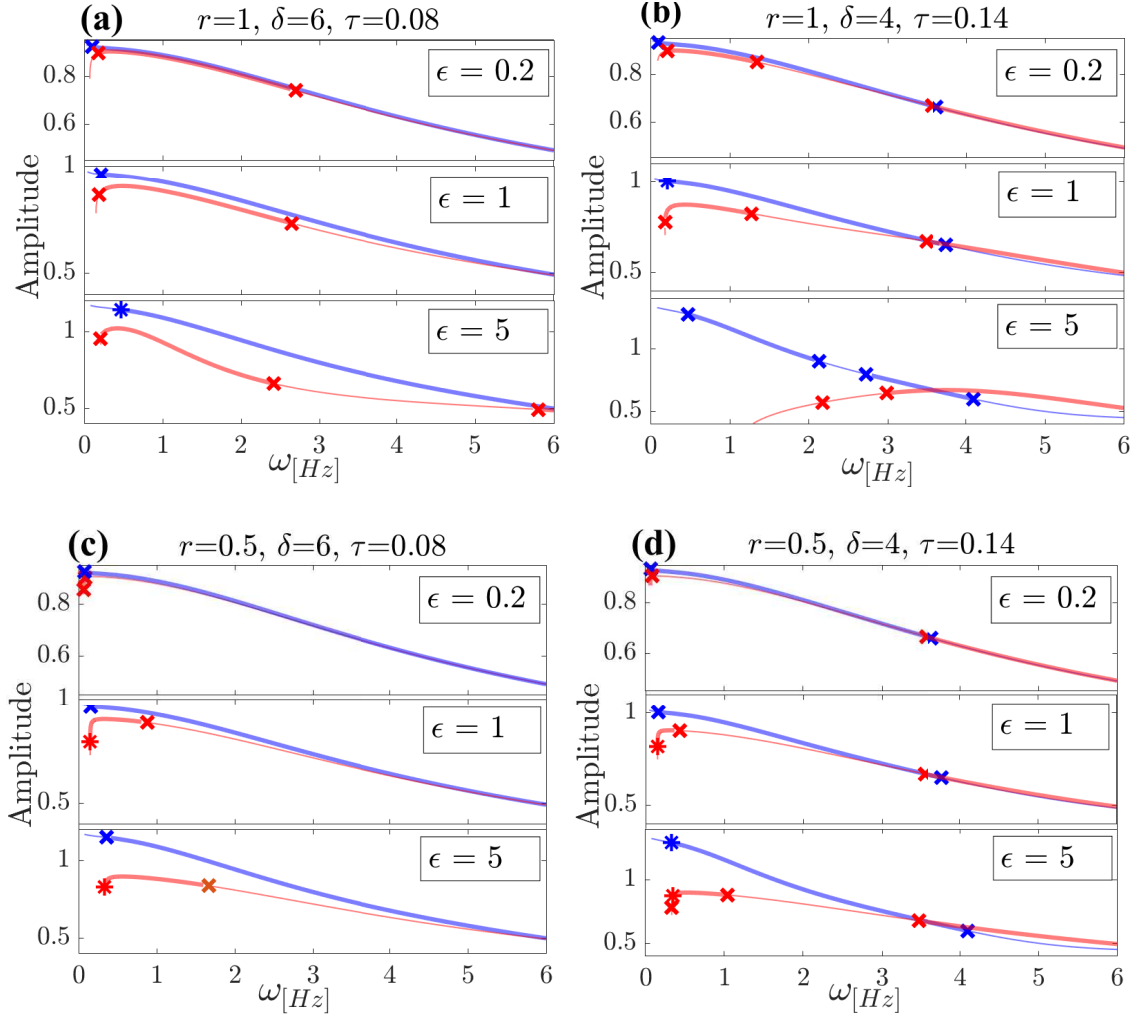 (a)
r=1, δ=6, τ=0.08
Amplitude
0.8
0.6
ϵ = 0.2
1
0.5
ϵ = 1
1
0.5
ϵ = 5
0 1 2 3 4 5 6
ω[Hz]
(b)
r=1, δ=4, τ=0.14
Amplitude
0.8
0.6
ϵ = 0.2
1
0.5
ϵ = 1
1
0.5
ϵ = 5
0 1 2 3 4 5 6
ω[Hz]
(c)
r=0.5, δ=6, τ=0.08
Amplitude
0.8
0.6
ϵ = 0.2
1
0.5
ϵ = 1
1
0.5
ϵ = 5
0 1 2 3 4 5 6
ω[Hz]
(d)
r=0.5, δ=4, τ=0.14
Amplitude
0.8
0.6
ϵ = 0.2
1
0.5
ϵ = 1
1
0.5
ϵ = 5
0 1 2 3 4 5 6
ω[Hz]